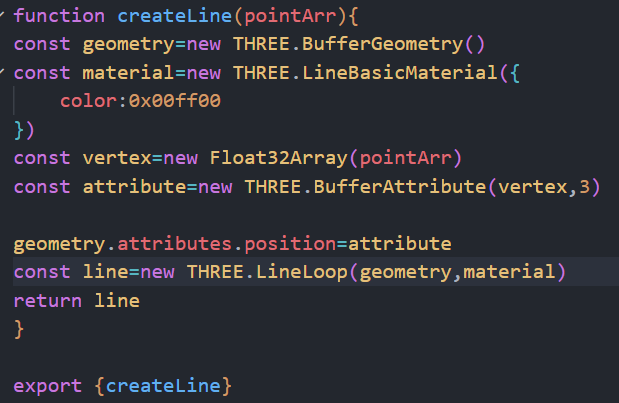 function createLine(pointArr){
const geometry=new THREE.BufferGeometry()
const material=new THREE.LineBasicMaterial({
    color:0x00ff00
})
const vertex=new Float32Array(pointArr)
const attribute=new THREE.BufferAttribute(vertex,3)

geometry.attributes.position=attribute
const line=new THREE.LineLoop(geometry,material)
return line
}

export {createLine}